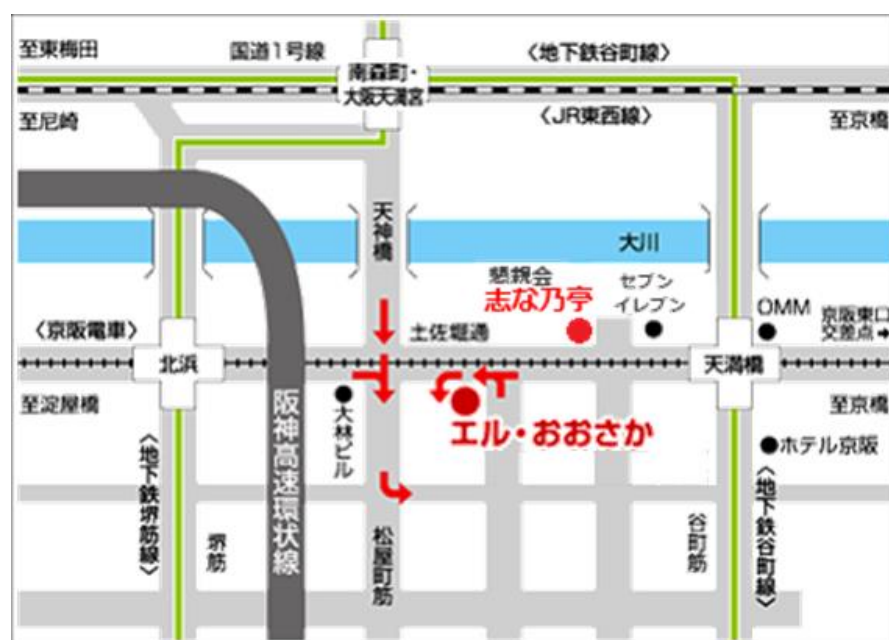 至東梅田
国道1号線
〈地下鉄谷町線〉
南森町・
大阪天満宮
至尼崎
〈JR東西線〉
至京橋
天神橋
大川
懇親会
志な乃亭
セブン
イレブン
OMM
京阪東口
交差点→
〈京阪電車〉
土佐堀通
北浜
天満橋
至淀屋橋
大林ビル
エル・おおさか
至京橋
ホテル京阪
阪神高速環状線
〈地下鉄堺筋線〉
堺筋
松屋町筋
谷町筋
〈地下鉄谷町線〉